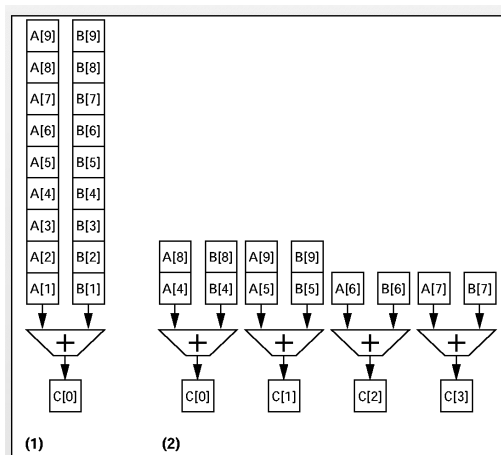 A[9] B[9]
A[8] B[8]
A[7] B[7]
A[6] B[6]
A[5] B[5]
A[4] B[4]
A[3] B[3]
A[2] B[2]
A[1] B[1]
+
C[0]
(1)
A[8] B[8] A[9] B[9]
A[4] B[4] A[5] B[5] A[6] B[6] A[7] B[7]
+ + + +
C[0] C[1] C[2] C[3]
(2)